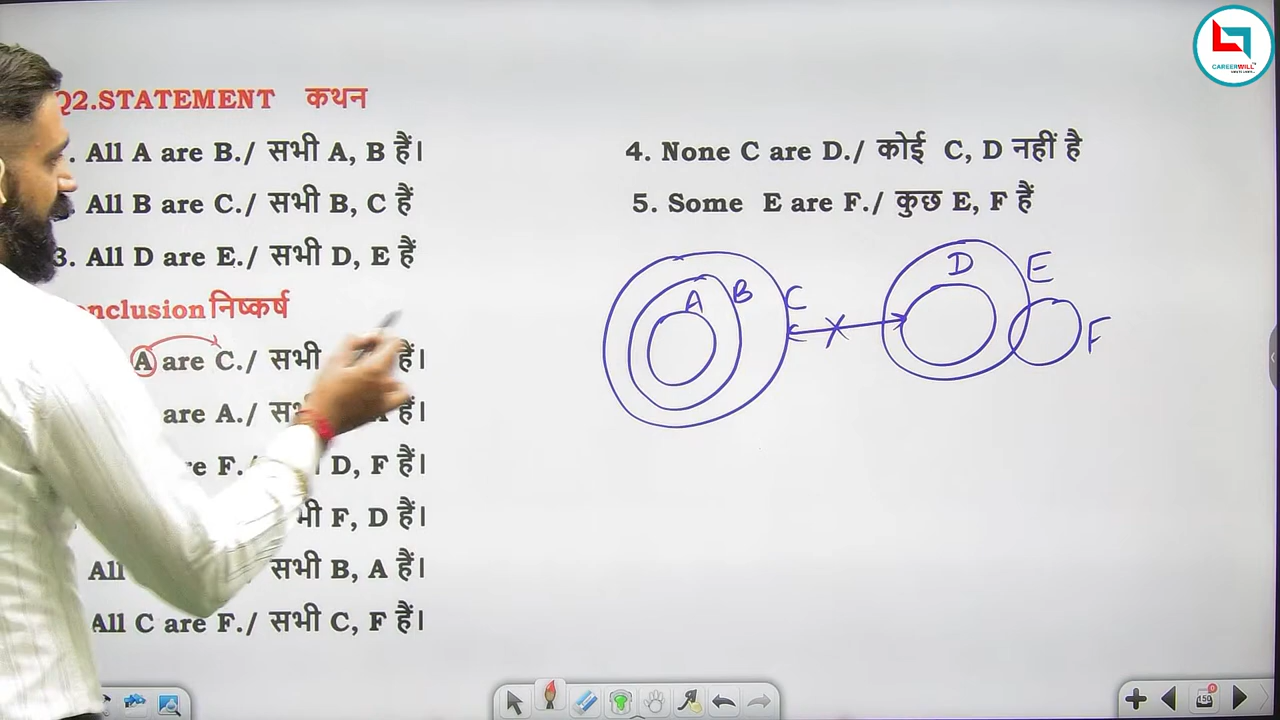 CAREERWILL
Q2.STATEMENT कथन
. All A are B./ सभी A, B हैं।
All B are C./ सभी B, C हैं
3. All D are E./ सभी D, E हैं
4. None C are D./ कोई C, D नहीं है
5. Some E are F./ कुछ E, F हैं
nclusion निष्कर्ष
A are C./ सभी हैं।
are A./ हैं।
re F./ D, F हैं।
भी F, D हैं।
All सभी B, A हैं।
All C are F./ सभी C, F हैं।
A B C
C
D E
F